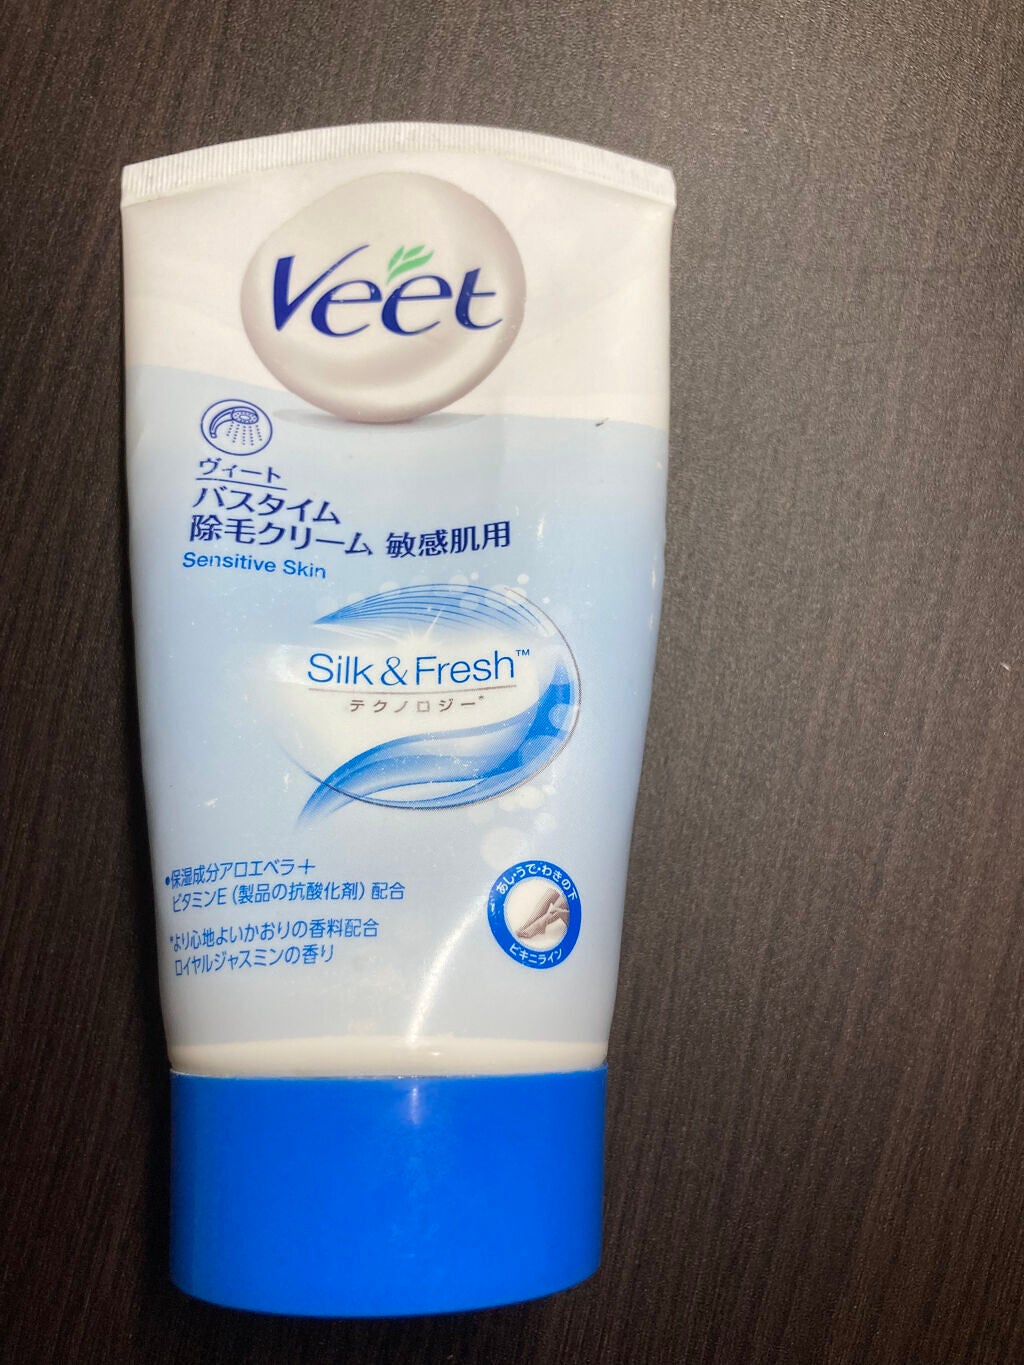 Veet
ヴィート
バスタイム
除毛クリーム 敏感肌用
Sensitive Skin
Silk & Fresh™
テクノロジー*
•保湿成分アロエベラ＋
ビタミンE（製品の抗酸化剤）配合
*より心地よいかおりの香料配合
ロイヤルジャスミンの香り
あし・うで・わきの下
ビキニライン